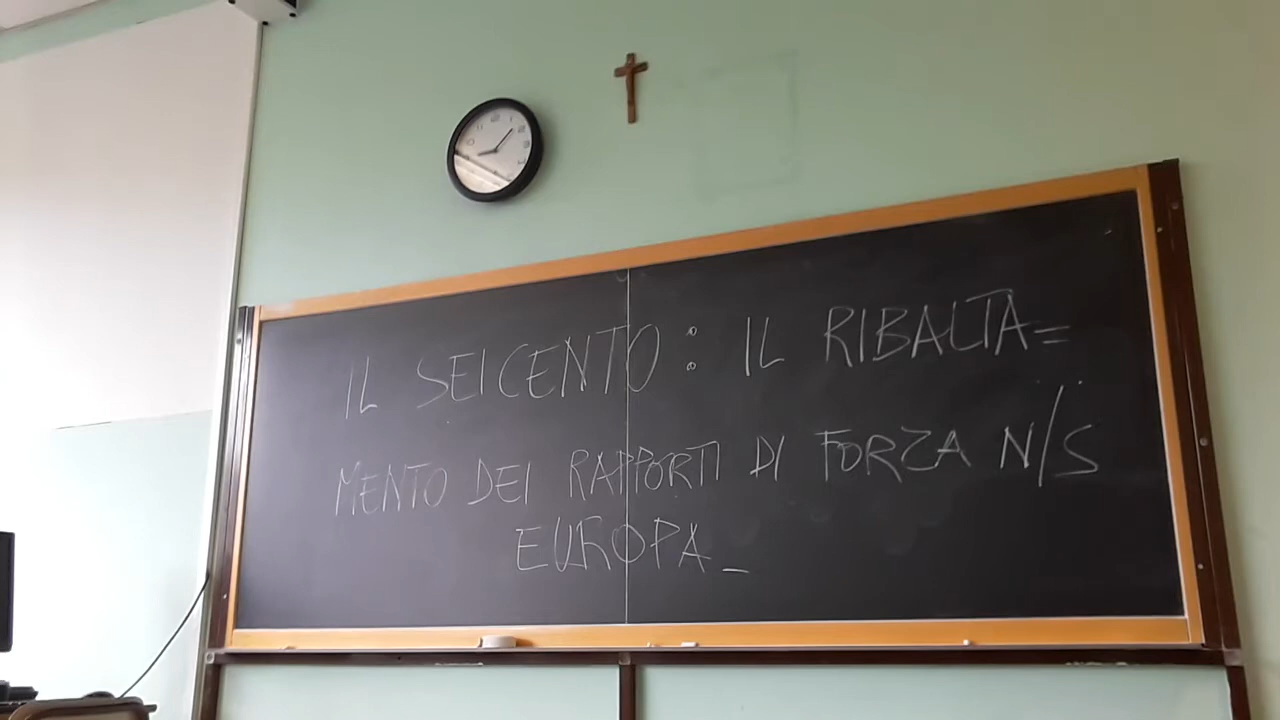 IL SEICENTO: IL RIBALTA=
MENTO DEI RAPPORTI DI FORZA N/S
EUROPA_